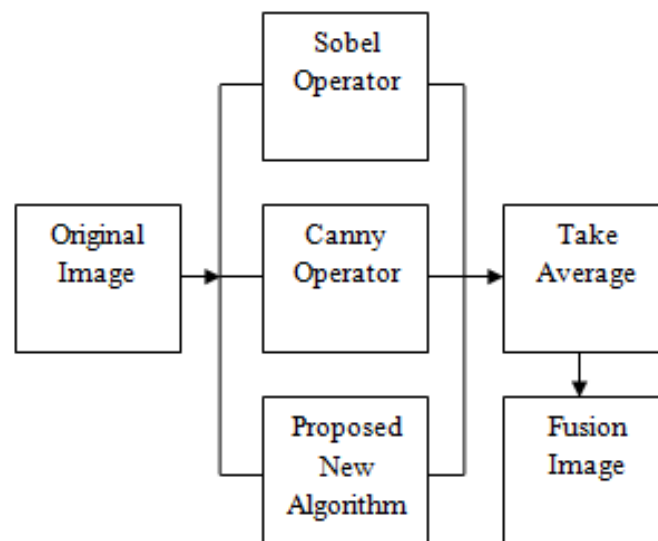 Sobel
Operator
Original
Image
Canny
Operator
Take
Average
Proposed
New
Algorithm
Fusion
Image